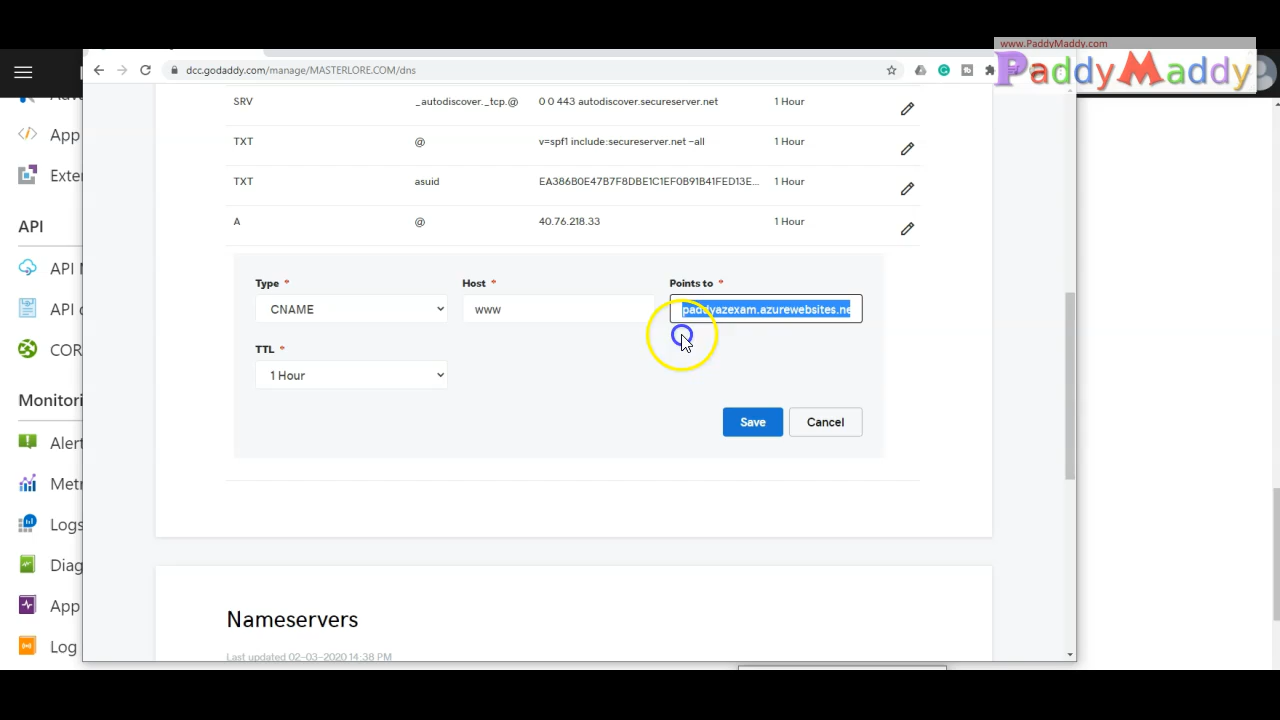 www.PaddyMaddy.com
PaddyMaddy
dcc.godaddy.com/manage/MASTERLORE.COM/dns
SRV _autodiscover._tcp.@ 0 0 443 autodiscover.secureserver.net 1 Hour
App
TXT @ v=spf1 include:secureserver.net -all 1 Hour
Exter
TXT asuid EA386B0E47B7F8DBE1C1EF0B91B41FED13E... 1 Hour
API
A @ 40.76.218.33 1 Hour
API M
Type * Host * Points to *
API d
CNAME www paddyazexam.azurewebsites.ne
COR
TTL *
1 Hour
Monitori
Save Cancel
Alert
Metr
Logs
Diag
App
Nameservers
Log
Last updated 02-03-2020 14:38 PM